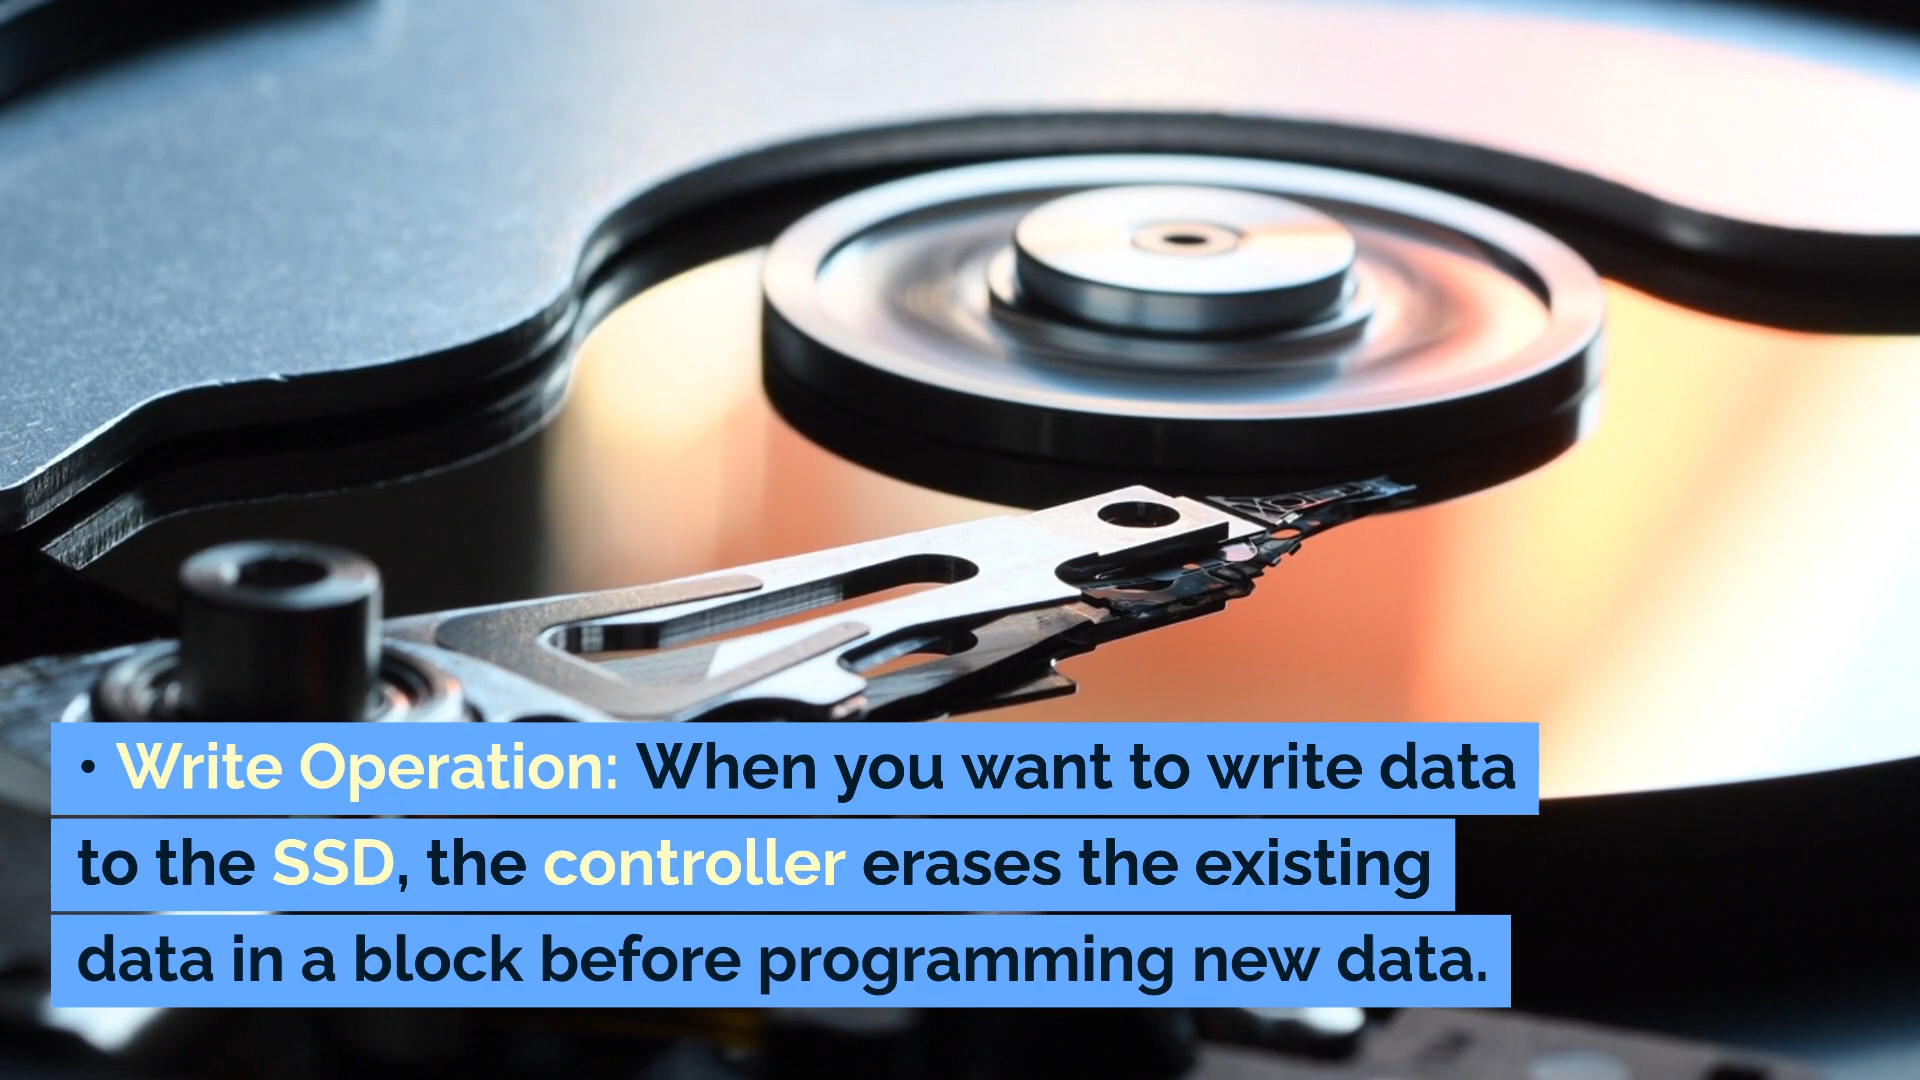 • Write Operation: When you want to write data
to the SSD, the controller erases the existing
data in a block before programming new data.